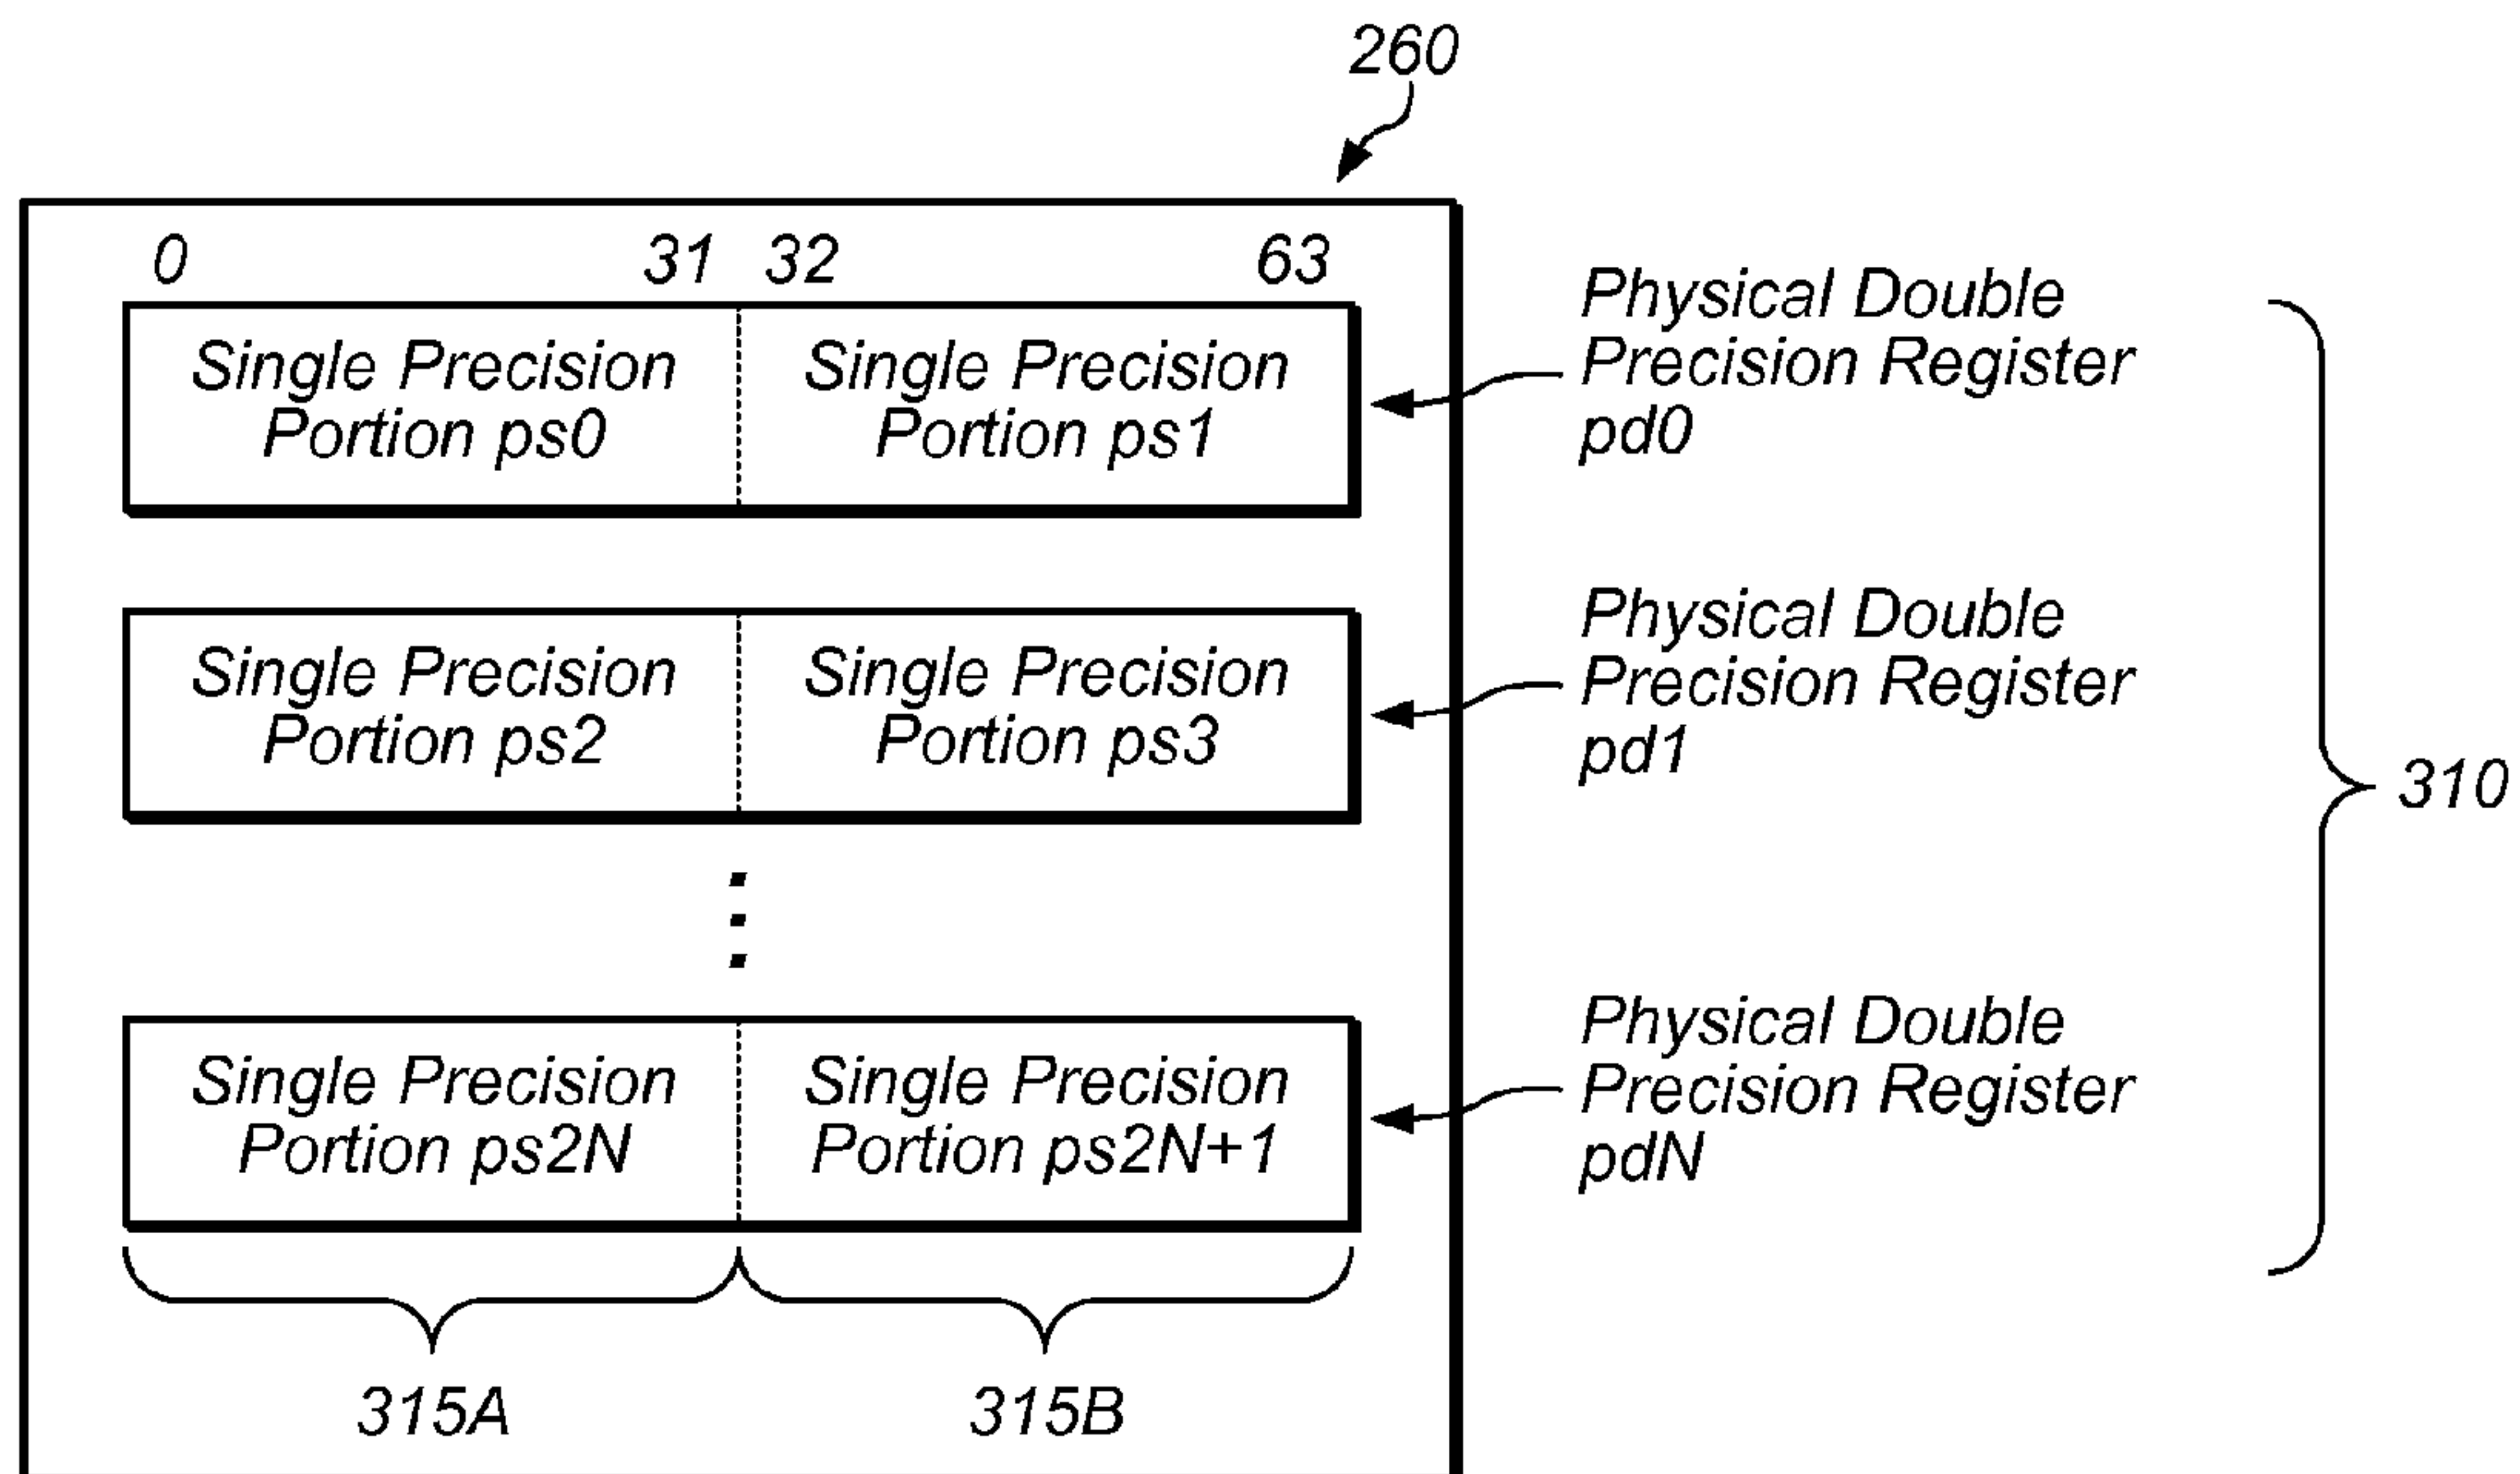 260
0 31 32 63
Single Precision
Portion ps0
Single Precision
Portion ps1
Physical Double
Precision Register
pd0
Single Precision
Portion ps2
Single Precision
Portion ps3
Physical Double
Precision Register
pd1
310
Single Precision
Portion ps2N
Single Precision
Portion ps2N+1
Physical Double
Precision Register
pdN
315A
315B